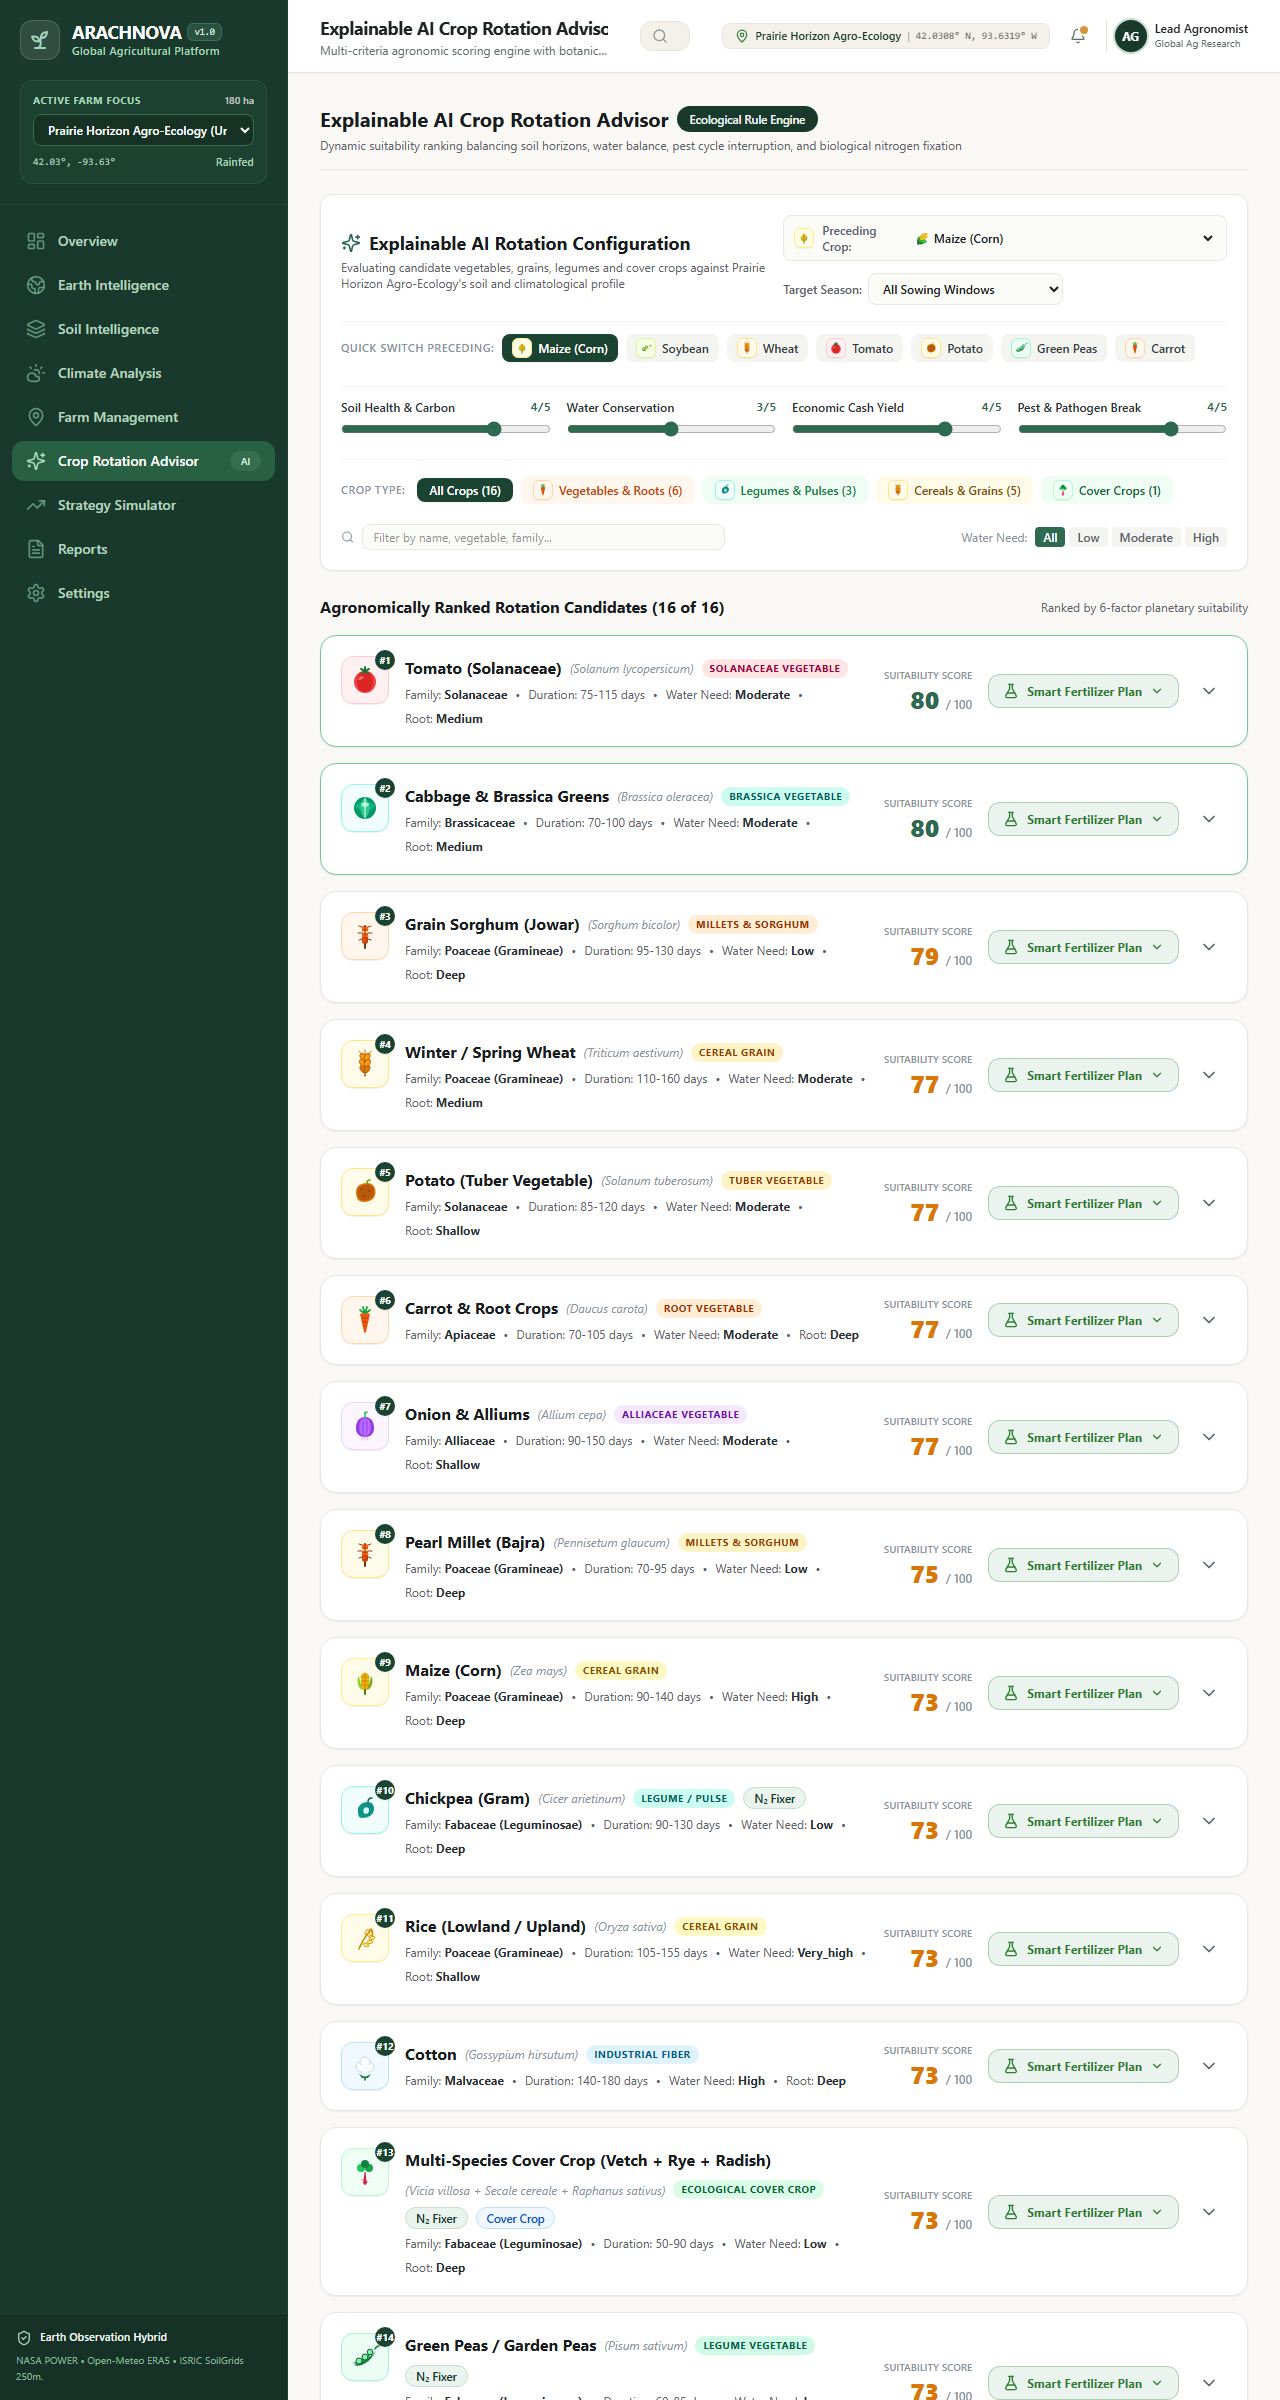 ARACHNOVA v1.0
Global Agricultural Platform
ACTIVE FARM FOCUS 180 ha
Prairie Horizon Agro-Ecology (Ur
42.03°, -93.63° Rainfed
Overview
Earth Intelligence
Soil Intelligence
Climate Analysis
Farm Management
Crop Rotation Advisor AI
Strategy Simulator
Reports
Settings
Earth Observation Hybrid
NASA POWER • Open-Meteo ERA5 • ISRIC SoilGrids
250m.
Explainable AI Crop Rotation Advisc
Multi-criteria agronomic scoring engine with botanic...
Prairie Horizon Agro-Ecology | 42.0308° N, 93.6319° W
AG
Lead Agronomist
Global Ag Research
Explainable AI Crop Rotation Advisor Ecological Rule Engine
Dynamic suitability ranking balancing soil horizons, water balance, pest cycle interruption, and biological nitrogen fixation
Explainable AI Rotation Configuration
Evaluating candidate vegetables, grains, legumes and cover crops against Prairie
Horizon Agro-Ecology's soil and climatological profile
Preceding
Crop:
Maize (Corn)
Target Season: All Sowing Windows
QUICK SWITCH PRECEDING: Maize (Corn) Soybean Wheat Tomato Potato Green Peas Carrot
Soil Health & Carbon 4/5 Water Conservation 3/5 Economic Cash Yield 4/5 Pest & Pathogen Break 4/5
CROP TYPE: All Crops (16) Vegetables & Roots (6) Legumes & Pulses (3) Cereals & Grains (5) Cover Crops (1)
Filter by name, vegetable, family... Water Need: All Low Moderate High
Agronomically Ranked Rotation Candidates (16 of 16) Ranked by 6-factor planetary suitability
#1 Tomato (Solanaceae) (Solanum lycopersicum) SOLANACEAE VEGETABLE
Family: Solanaceae • Duration: 75-115 days • Water Need: Moderate •
Root: Medium
SUITABILITY SCORE
80 / 100
Smart Fertilizer Plan
#2 Cabbage & Brassica Greens (Brassica oleracea) BRASSICA VEGETABLE
Family: Brassicaceae • Duration: 70-100 days • Water Need: Moderate •
Root: Medium
SUITABILITY SCORE
80 / 100
Smart Fertilizer Plan
#3 Grain Sorghum (Jowar) (Sorghum bicolor) MILLETS & SORGHUM
Family: Poaceae (Gramineae) • Duration: 95-130 days • Water Need: Low •
Root: Deep
SUITABILITY SCORE
79 / 100
Smart Fertilizer Plan
#4 Winter / Spring Wheat (Triticum aestivum) CEREAL GRAIN
Family: Poaceae (Gramineae) • Duration: 110-160 days • Water Need: Moderate •
Root: Medium
SUITABILITY SCORE
77 / 100
Smart Fertilizer Plan
#5 Potato (Tuber Vegetable) (Solanum tuberosum) TUBER VEGETABLE
Family: Solanaceae • Duration: 85-120 days • Water Need: Moderate •
Root: Shallow
SUITABILITY SCORE
77 / 100
Smart Fertilizer Plan
#6 Carrot & Root Crops (Daucus carota) ROOT VEGETABLE
Family: Apiaceae • Duration: 70-105 days • Water Need: Moderate • Root: Deep
SUITABILITY SCORE
77 / 100
Smart Fertilizer Plan
#7 Onion & Alliums (Allium cepa) ALLIACEAE VEGETABLE
Family: Alliaceae • Duration: 90-150 days • Water Need: Moderate •
Root: Shallow
SUITABILITY SCORE
77 / 100
Smart Fertilizer Plan
#8 Pearl Millet (Bajra) (Pennisetum glaucum) MILLETS & SORGHUM
Family: Poaceae (Gramineae) • Duration: 70-95 days • Water Need: Low •
Root: Deep
SUITABILITY SCORE
75 / 100
Smart Fertilizer Plan
#9 Maize (Corn) (Zea mays) CEREAL GRAIN
Family: Poaceae (Gramineae) • Duration: 90-140 days • Water Need: High •
Root: Deep
SUITABILITY SCORE
73 / 100
Smart Fertilizer Plan
#10 Chickpea (Gram) (Cicer arietinum) LEGUME / PULSE N₂ Fixer
Family: Fabaceae (Leguminosae) • Duration: 90-130 days • Water Need: Low •
Root: Deep
SUITABILITY SCORE
73 / 100
Smart Fertilizer Plan
#11 Rice (Lowland / Upland) (Oryza sativa) CEREAL GRAIN
Family: Poaceae (Gramineae) • Duration: 105-155 days • Water Need: Very_high •
Root: Shallow
SUITABILITY SCORE
73 / 100
Smart Fertilizer Plan
#12 Cotton (Gossypium hirsutum) INDUSTRIAL FIBER
Family: Malvaceae • Duration: 140-180 days • Water Need: High • Root: Deep
SUITABILITY SCORE
73 / 100
Smart Fertilizer Plan
#13 Multi-Species Cover Crop (Vetch + Rye + Radish)
(Vicia villosa + Secale cereale + Raphanus sativus) ECOLOGICAL COVER CROP
N₂ Fixer Cover Crop
Family: Fabaceae (Leguminosae) • Duration: 50-90 days • Water Need: Low •
Root: Deep
SUITABILITY SCORE
73 / 100
Smart Fertilizer Plan
#14 Green Peas / Garden Peas (Pisum sativum) LEGUME VEGETABLE
N₂ Fixer
SUITABILITY SCORE
73 / 100
Smart Fertilizer Plan